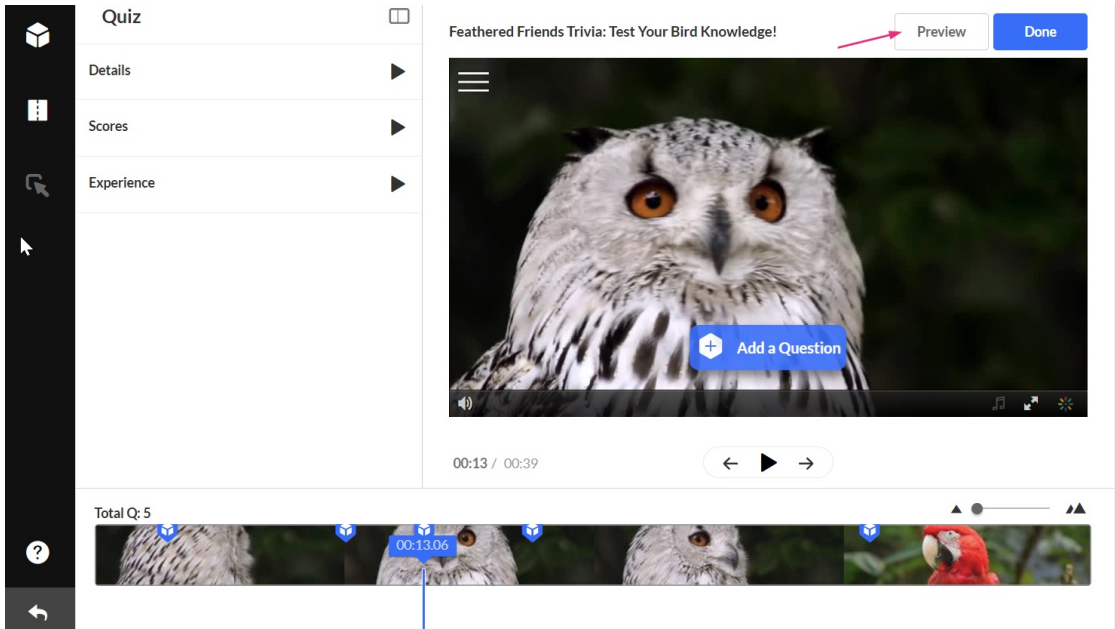 Quiz
Details
Scores
Experience
Feathered Friends Trivia: Test Your Bird Knowledge!
Preview
Done
Add a Question
00:13 / 00:39
Total Q: 5
00:13.06
?